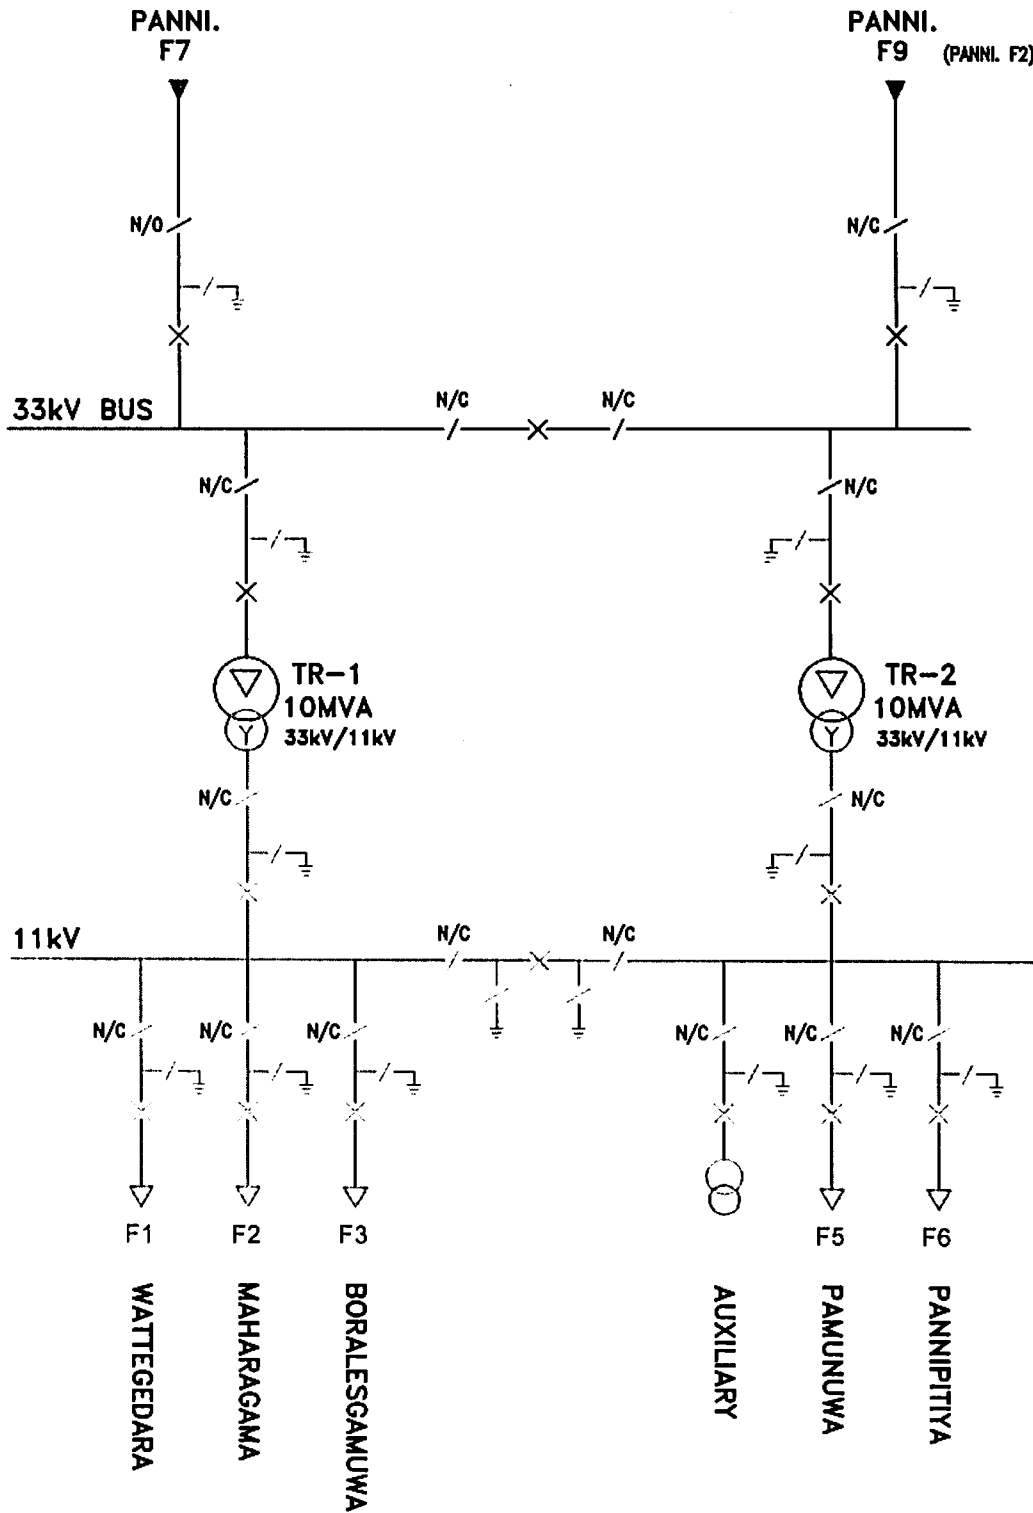 PANNI.
F7
PANNI.
F9 (PANNI. F2)
N/O
N/C
33kV BUS
N/C
N/C
N/C
N/C
TR-1
10MVA
33kV/11kV
TR-2
10MVA
33kV/11kV
N/C
N/C
11kV
N/C
N/C
N/C
N/C
N/C
N/C
N/C
N/C
F1
F2
F3
F5
F6
WATTEGEDARA
MAHARAGAMA
BORALESGAMUWA
AUXILIARY
PAMUNUWA
PANNIPITIYA
Y
Y